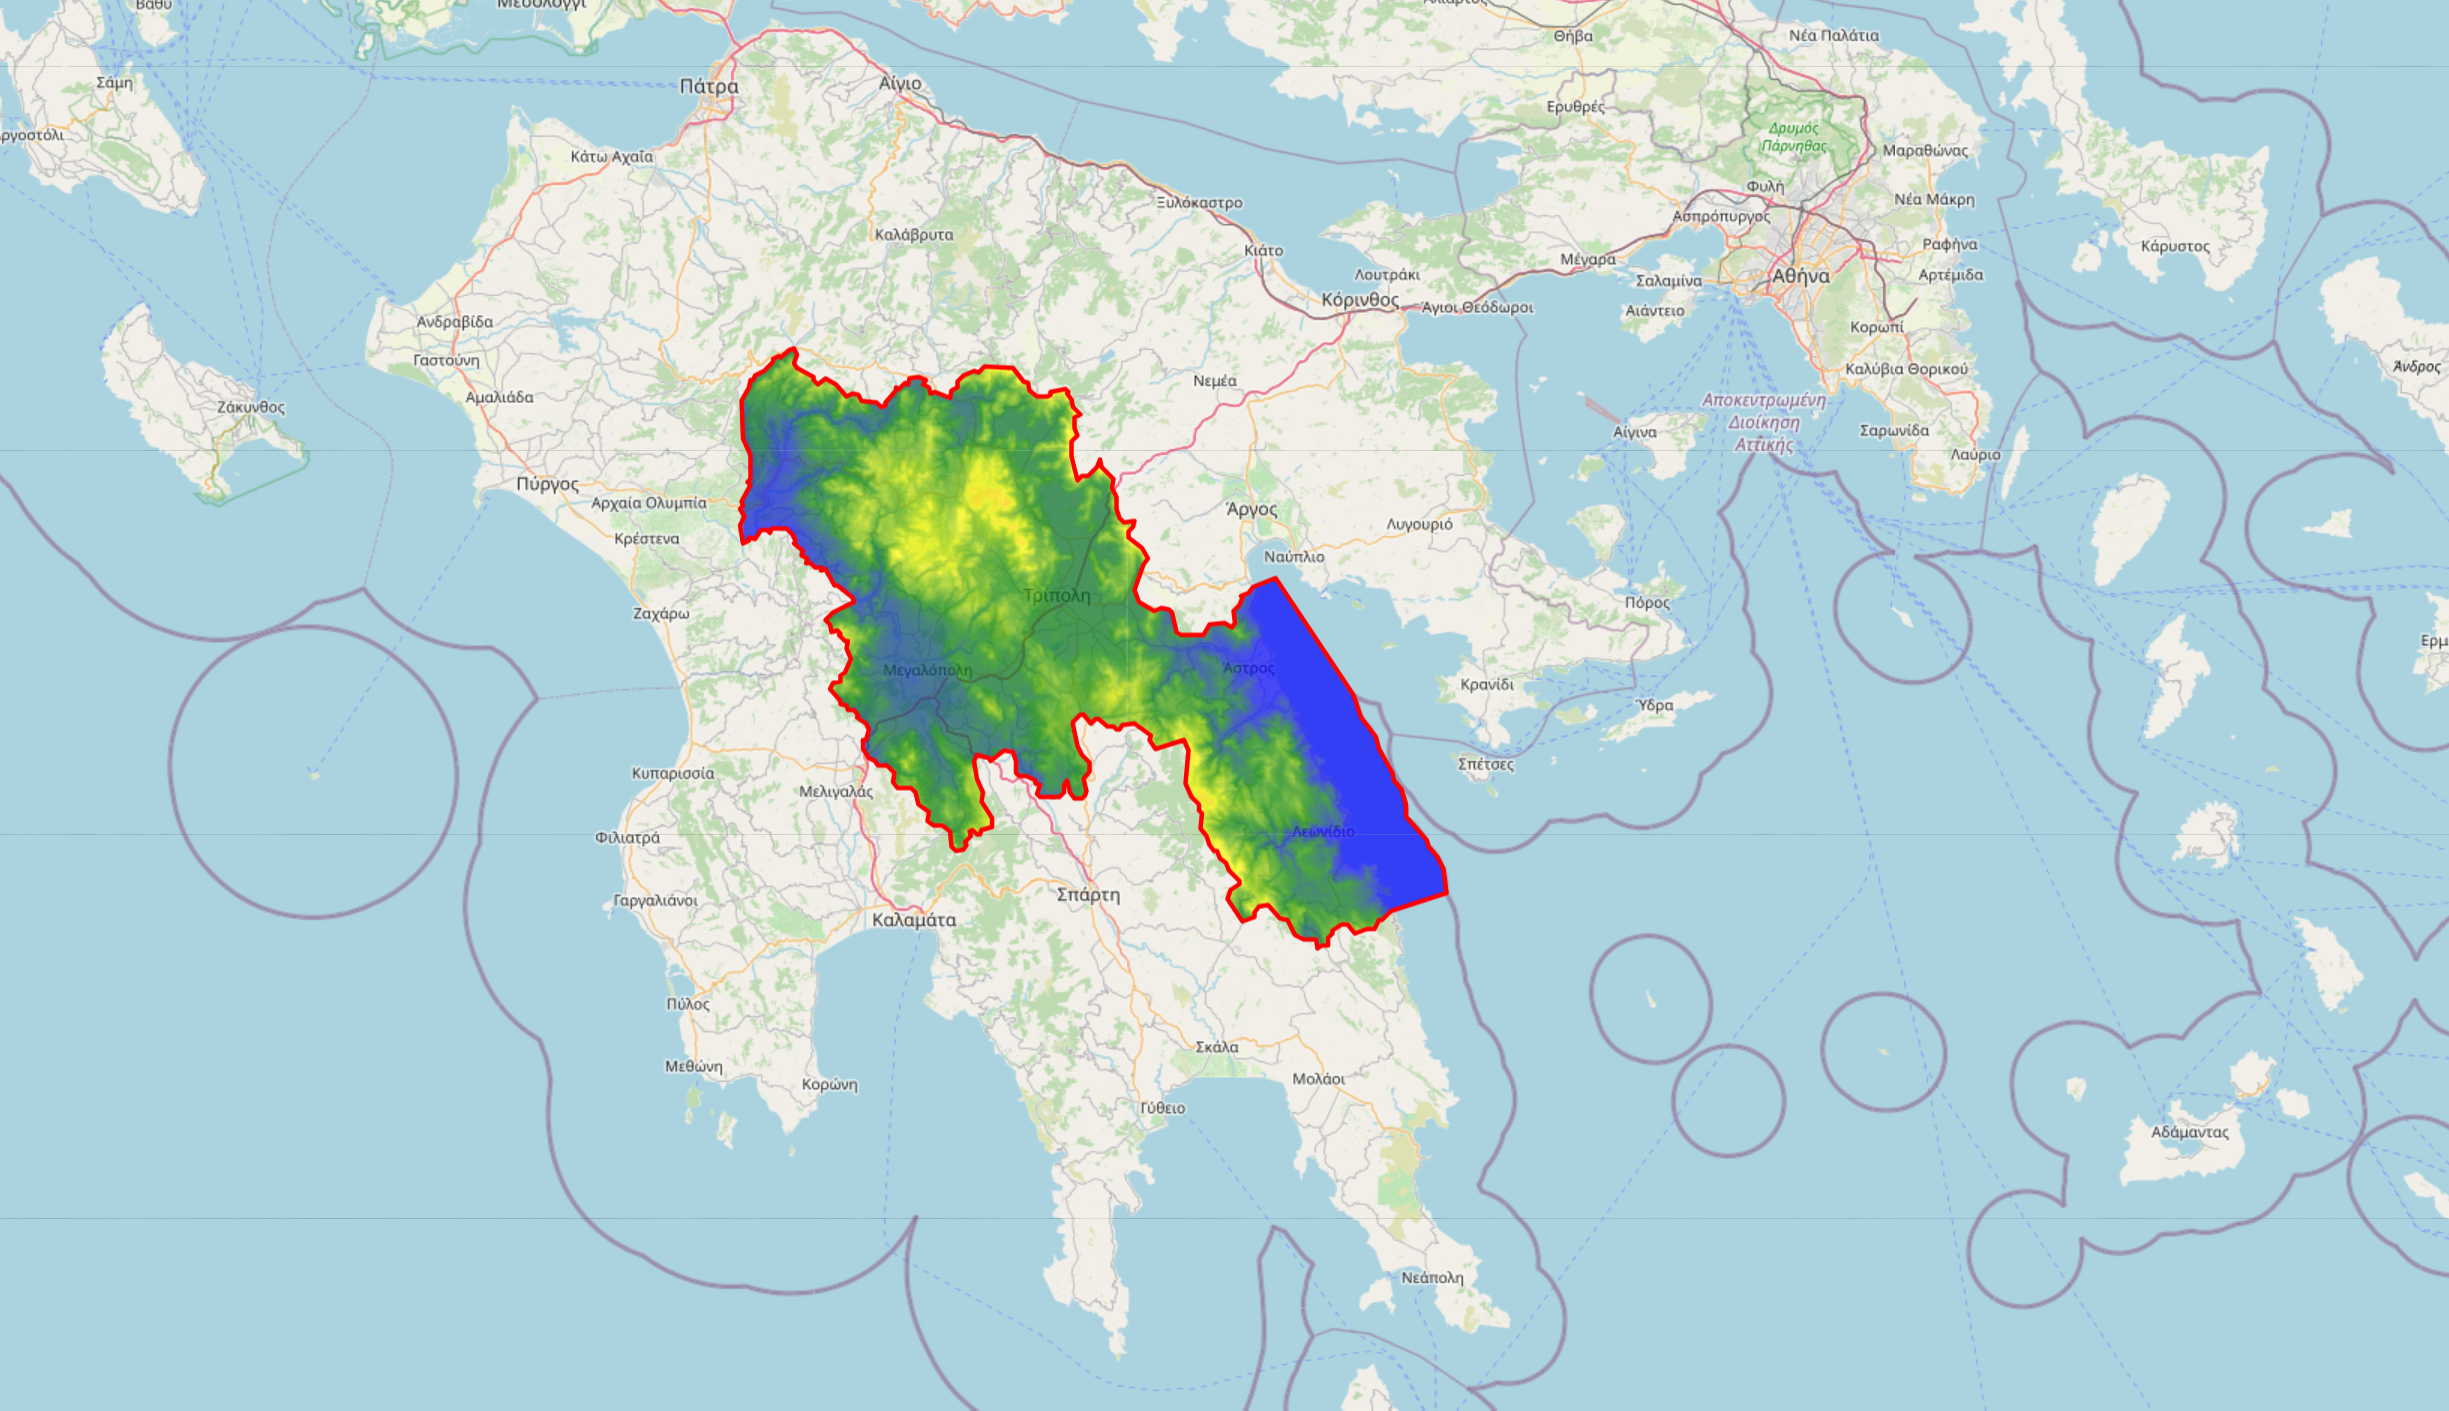 Βαθύ
Μεσολόγγι
Θήβα
Νέα Παλάτια
Σάμη
Πάτρα
Αίγιο
Ερυθρές
Δρυμός
Πάρνηθας
Κάτω Αχαΐα
Μαραθώνας
Φυλή
Νέα Μάκρη
Ξυλόκαστρο
Ασπρόπυργος
Καλάβρυτα
Κιάτο
Ραφήνα
Κάρυστος
Μέγαρα
Λουτράκι
Σαλαμίνα
Αθήνα
Αρτέμιδα
Κόρινθος
Άγιοι Θεόδωροι
Αιάντειο
Ανδραβίδα
Κορωπί
Γαστούνη
Καλύβια Θορικού
Άνδρος
Νεμέα
Αμαλιάδα
Ζάκυνθος
Αποκεντρωμένη
Διοίκηση
Αττικής
Αίγινα
Σαρωνίδα
Λαύριο
Πύργος
Αρχαία Ολυμπία
Άργος
Λυγουριό
Κρέστενα
Ναύπλιο
Τρίπολη
Πόρος
Ζαχάρω
Μεγαλόπολη
Άστρος
Κρανίδι
Ύδρα
Σπέτσες
Κυπαρισσία
Μελιγαλάς
Λεωνίδιο
Φιλιατρά
Σπάρτη
Γαργαλιάνοι
Καλαμάτα
Πύλος
Σκάλα
Μεθώνη
Κορώνη
Μολάοι
Γύθειο
Αδάμαντας
Νεάπολη